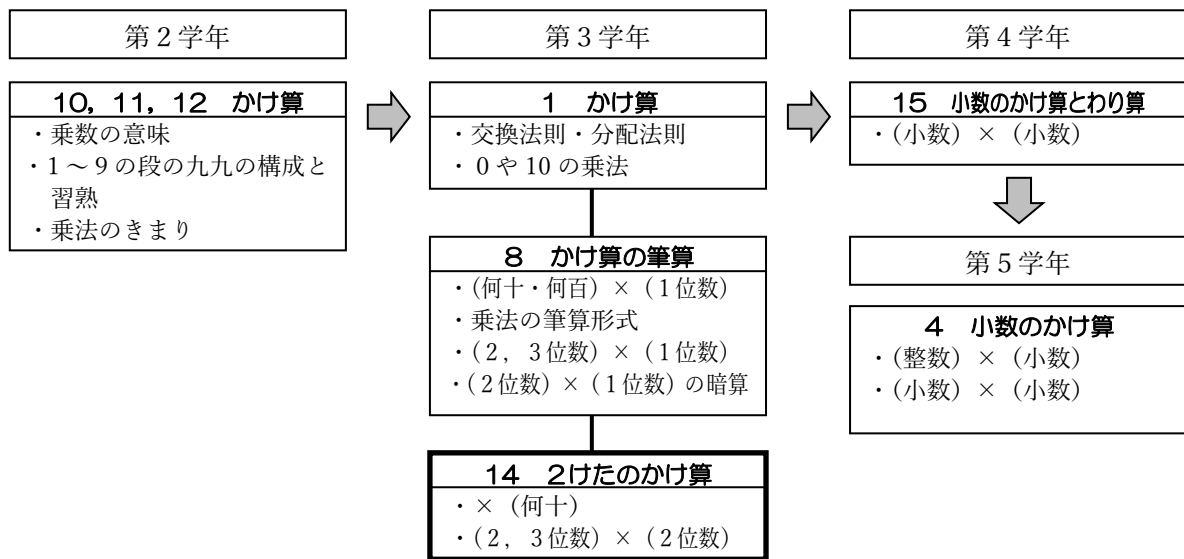 第２学年
10，11，12　かけ算
・乗数の意味
・１～９の段の九九の構成と
習熟
・乗法のきまり
第３学年
１　かけ算
・交換法則・分配法則
・０や 10 の乗法
８　かけ算の筆算
・（何十・何百）×（１位数）
・乗法の筆算形式
・（２，３位数）×（１位数）
・（２位数）×（１位数）の暗算
14　２けたのかけ算
・×（何十）
・（２，３位数）×（２位数）
第４学年
15　小数のかけ算とわり算
・（小数）×（小数）
第５学年
４　小数のかけ算
・（整数）×（小数）
・（小数）×（小数）